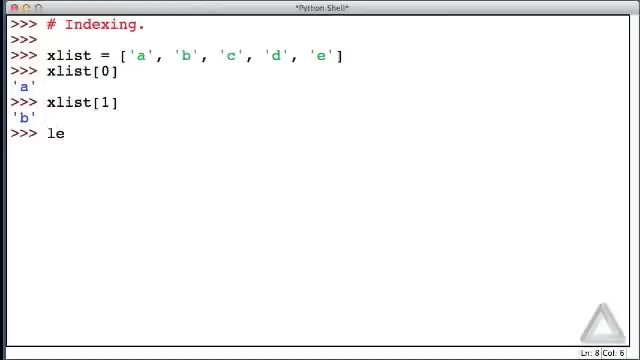 *Python Shell*
>>> # Indexing.
>>>
>>> xlist = ['a', 'b', 'c', 'd', 'e']
>>> xlist[0]
'a'
>>> xlist[1]
'b'
>>> le
Ln: 8 Col: 6